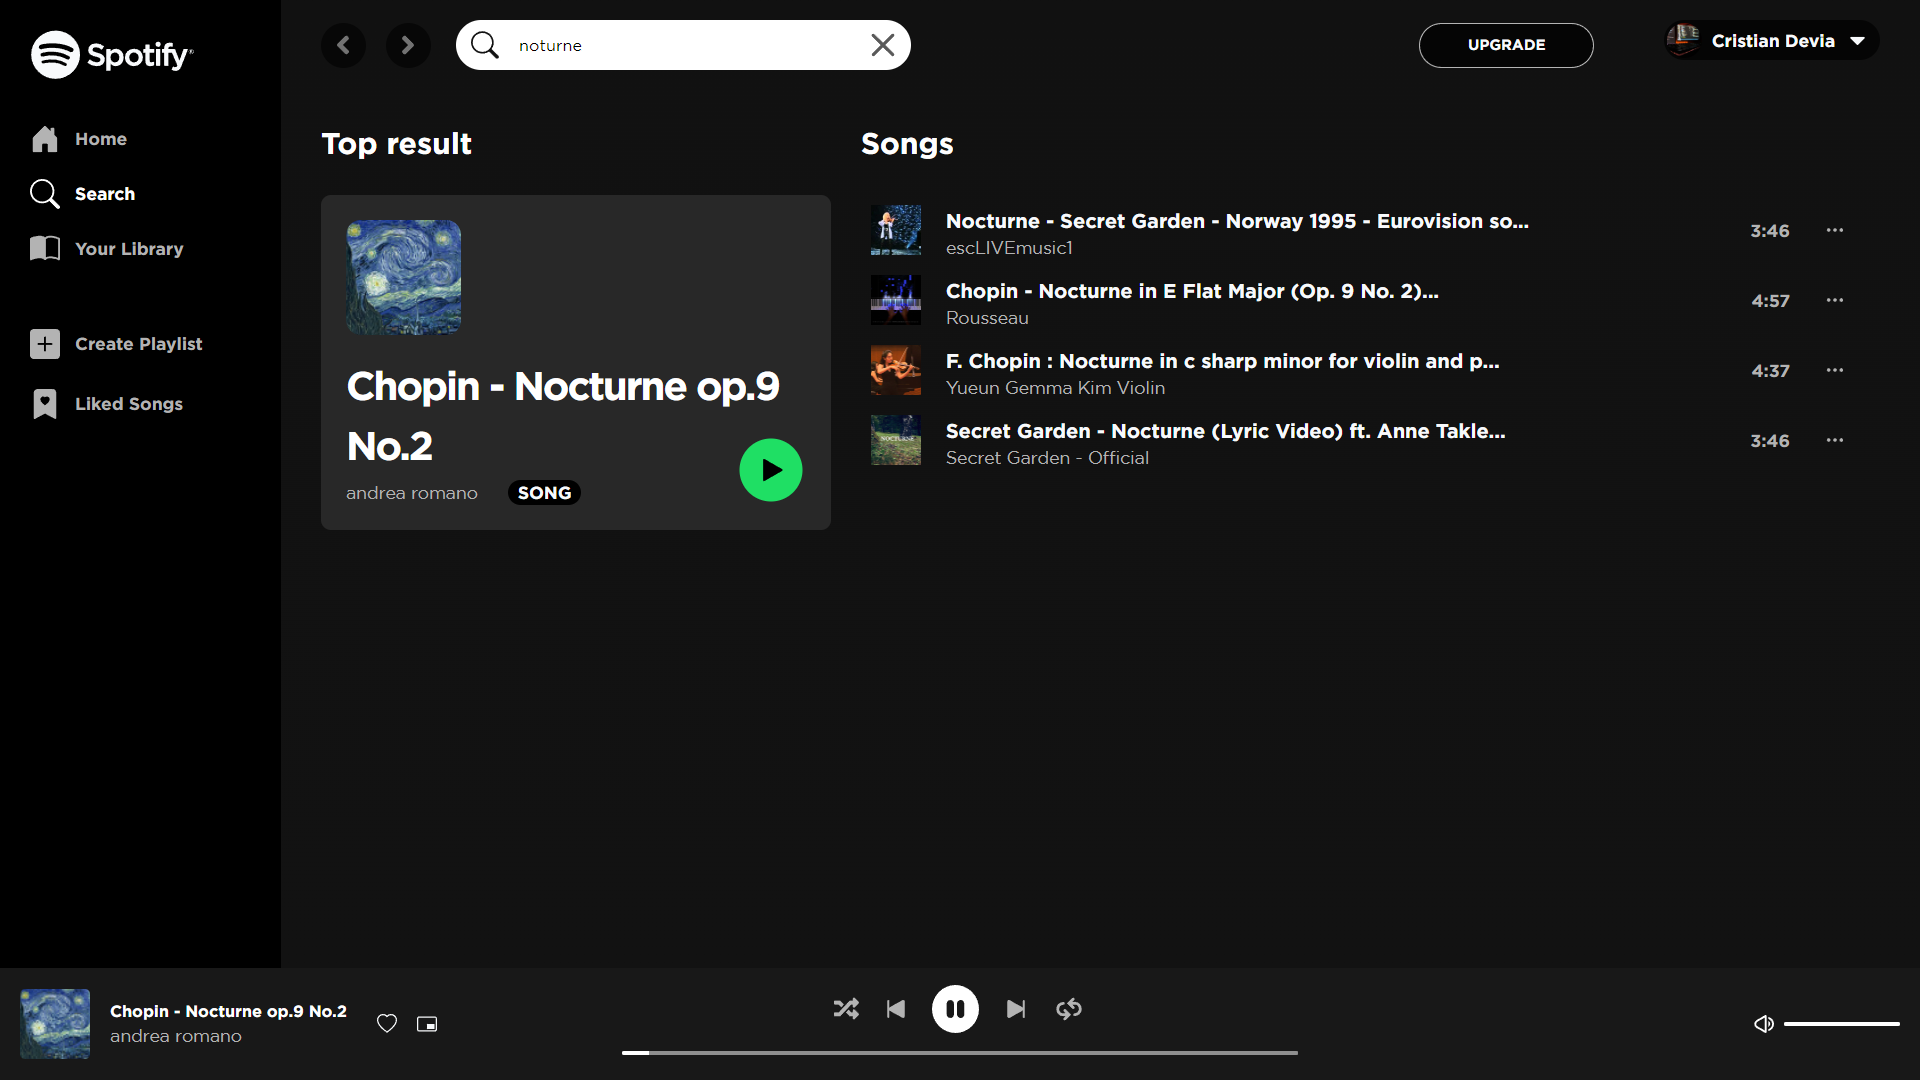 Spotify
Home
Search
Your Library
Create Playlist
Liked Songs
noturne
UPGRADE
Cristian Devia
Top result
Chopin - Nocturne op.9
No.2
andrea romano
SONG
Songs
Nocturne - Secret Garden - Norway 1995 - Eurovision so...
escLIVEmusic1
3:46
Chopin - Nocturne in E Flat Major (Op. 9 No. 2)...
Rousseau
4:57
F. Chopin : Nocturne in c sharp minor for violin and p...
Yueun Gemma Kim Violin
4:37
NOCTURNE
Secret Garden - Nocturne (Lyric Video) ft. Anne Takle...
Secret Garden - Official
3:46
Chopin - Nocturne op.9 No.2
andrea romano